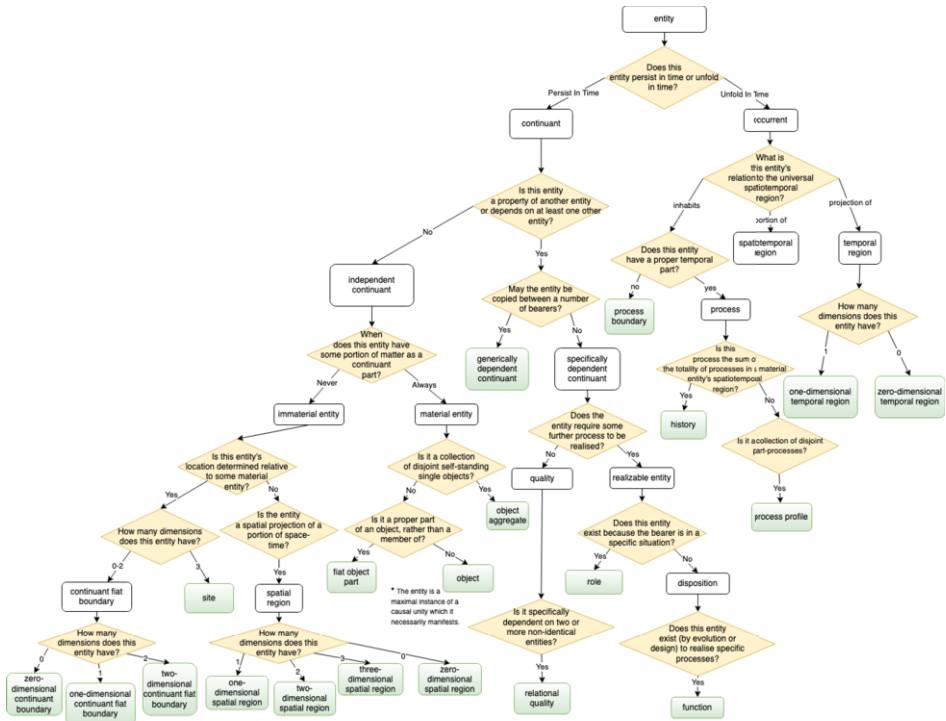 entity
Does this
entity persist in time or unfold
in time?
Persist In Time
Unfold In Time
continuant
occurrent
What is
this entity's
relation to the universal
spatiotemporal
region?
Is this entity
a property of another entity
or depends on at least one other
entity?
inhabits
portion of
projection of
No
Yes
Does this entity
have a proper temporal
part?
spatiotemporal
region
temporal
region
independent
continuant
May the entity be
copied between a number
of bearers?
no
yes
How many
dimensions does this
entity have?
process
boundary
process
When
does this entity have
some portion of matter as a
continuant
part?
Yes
No
1
0
generically
dependent continuant
specifically
dependent continuant
Is this
process the sum o
the totality of processes in a material
entity's spatiotemporal
region?
one-dimensional
temporal region
zero-dimensional
temporal region
Never
Always
Yes
No
immaterial entity
material entity
Does the
entity require some
further process to be
realised?
history
Is it a collection of disjoint
part-processes?
Is this entity's
location determined relative
to some material
entity?
Is it a collection
of disjoint self-standing
single objects?
No
Yes
quality
realizable entity
Yes
Yes
No
No
Yes
process profile
How many dimensions
does this entity have?
Is the entity
a spatial projection of a
portion of space-
time?
Is it a proper part
of an object, rather than a
member of?
object
aggregate
Does this entity
exist because the bearer is in a
specific situation?
0-2
3
Yes
Yes
No
Yes
No
continuant fiat
boundary
site
spatial
region
fiat object
part
object
role
disposition
* The entity is a
maximal instance of a
causal unity which it
necessarily manifests.
How many
dimensions does this
entity have?
How many
dimensions does this
entity have?
Is it specifically
dependent on two or
more non-identical
entities?
Does this entity
exist (by evolution or
design) to realise specific
processes?
0
1
2
1
2
3
0
Yes
Yes
zero-
dimensional
continuant
boundary
one-dimensional
continuant fiat
boundary
two-
dimensional
continuant fiat
boundary
one-
dimensional
spatial region
two-
dimensional
spatial region
three-
dimensional
spatial region
zero-
dimensional
spatial region
relational
quality
function